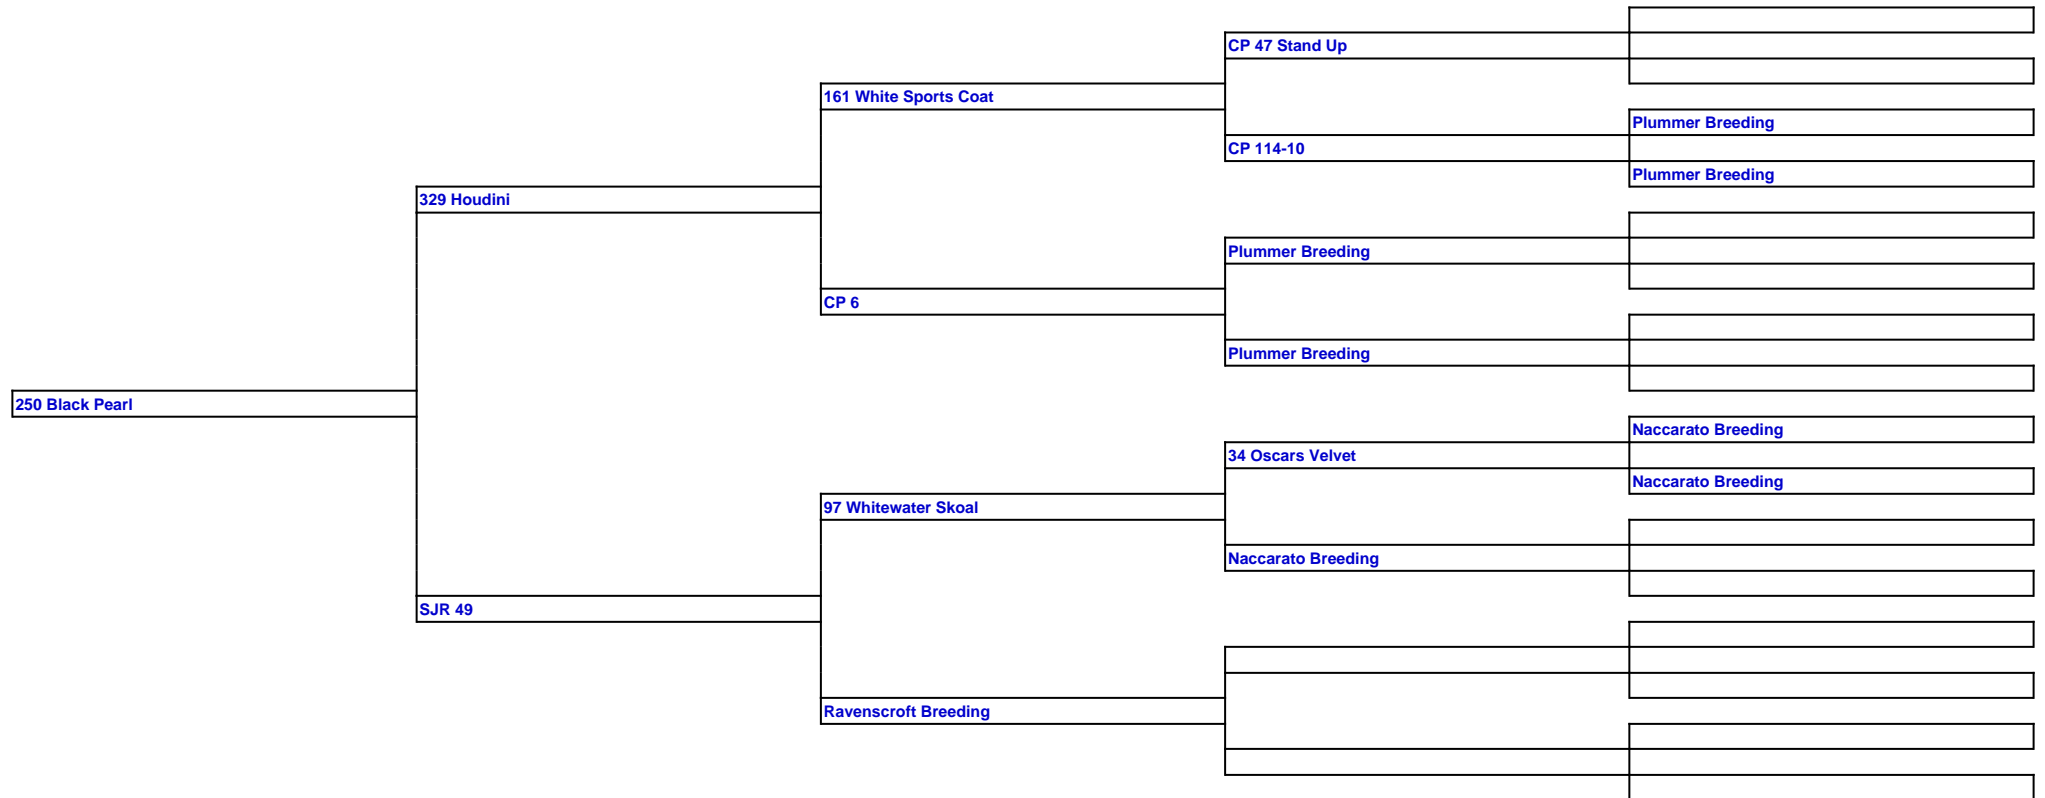 CP 47 Stand Up
161 White Sports Coat
Plummer Breeding
CP 114-10
Plummer Breeding
329 Houdini
Plummer Breeding
CP 6
Plummer Breeding
250 Black Pearl
Naccarato Breeding
34 Oscars Velvet
Naccarato Breeding
97 Whitewater Skoal
Naccarato Breeding
SJR 49
Ravenscroft Breeding